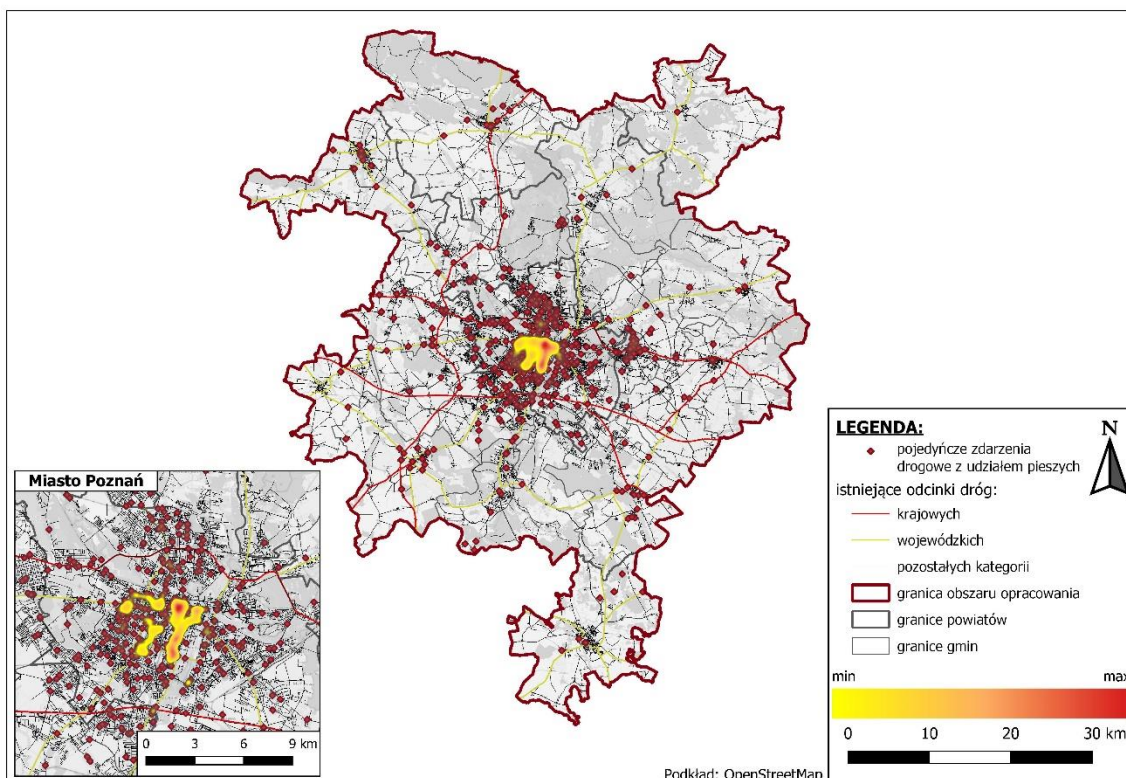 Miasto Poznań
0 3 6 9 km
LEGENDA:
N
pojedyńcze zdarzenia
drogowe z udziałem pieszych
istniejące odcinki dróg:
krajowych
wojewódzkich
pozostałych kategorii
granica obszaru opracowania
granice powiatów
granice gmin
min max
0 10 20 30 km
Podkład: OpenStreetMap